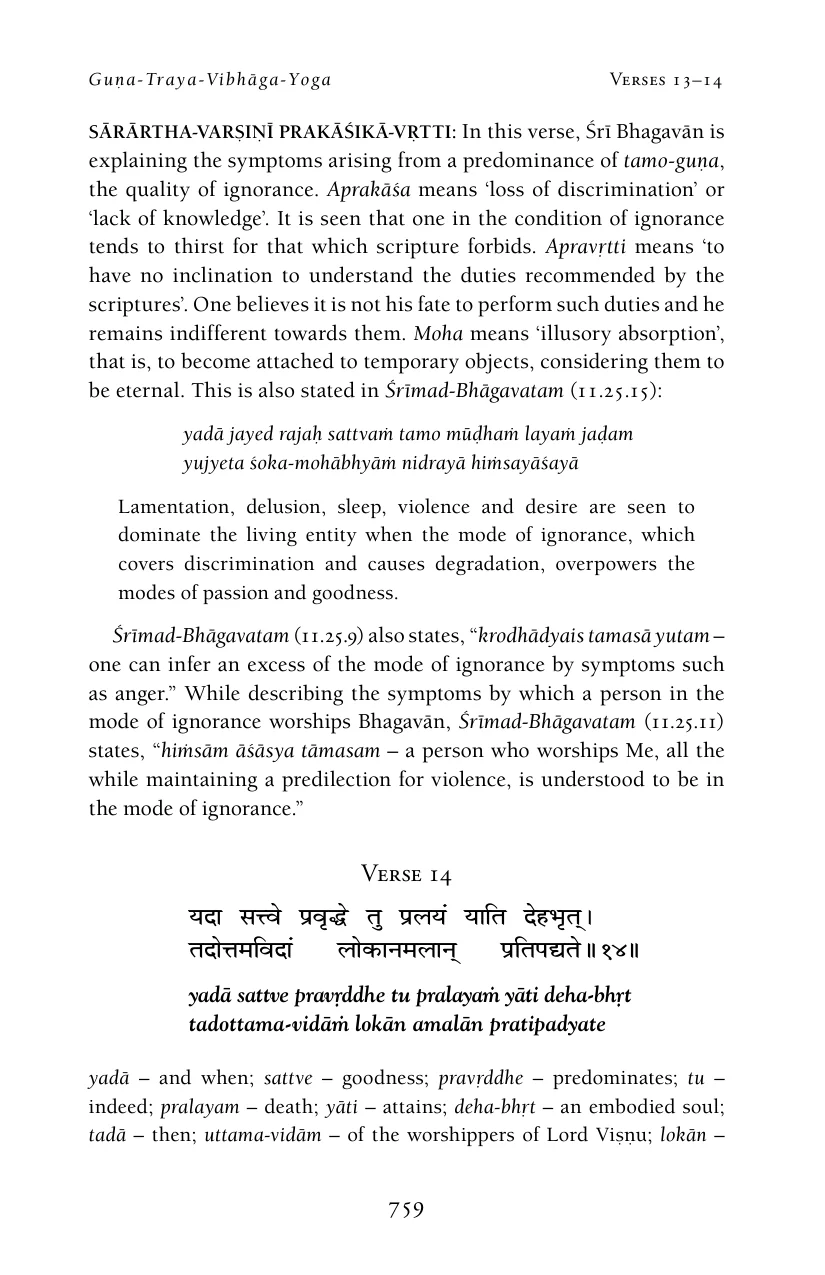 Guṇa-Traya-Vibhāga-Yoga Verses 13–14
SĀRĀRTHA-VARṢIṆĪ PRAKĀŚIKĀ-VṚTTI: In this verse, Śrī Bhagavān is
explaining the symptoms arising from a predominance of tamo-guṇa,
the quality of ignorance. Aprakāśa means ‘loss of discrimination’ or
‘lack of knowledge’. It is seen that one in the condition of ignorance
tends to thirst for that which scripture forbids. Apravṛtti means ‘to
have no inclination to understand the duties recommended by the
scriptures’. One believes it is not his fate to perform such duties and he
remains indifferent towards them. Moha means ‘illusory absorption’,
that is, to become attached to temporary objects, considering them to
be eternal. This is also stated in Śrīmad-Bhāgavatam (11.25.15):
yadā jayed rajaḥ sattvaṁ tamo mūḍhaṁ layaṁ jaḍam
yujyeta śoka-mohābhyāṁ nidrayā hiṁsayāśayā
Lamentation, delusion, sleep, violence and desire are seen to
dominate the living entity when the mode of ignorance, which
covers discrimination and causes degradation, overpowers the
modes of passion and goodness.
Śrīmad-Bhāgavatam (11.25.9) also states, “krodhādyais tamasā yutam –
one can infer an excess of the mode of ignorance by symptoms such
as anger.” While describing the symptoms by which a person in the
mode of ignorance worships Bhagavān, Śrīmad-Bhāgavatam (11.25.11)
states, “hiṁsām āśāsya tāmasam – a person who worships Me, all the
while maintaining a predilection for violence, is understood to be in
the mode of ignorance.”
Verse 14
यदा सत्त्वे प्रवृद्धे तु प्रलयं याति देहभृत्।
तदोत्तमविदां लोकानमलान् प्रतिपद्यते॥१४॥
yadā sattve pravṛddhe tu pralayaṁ yāti deha-bhṛt
tadottama-vidāṁ lokān amalān pratipadyate
yadā – and when; sattve – goodness; pravṛddhe – predominates; tu –
indeed; pralayam – death; yāti – attains; deha-bhṛt – an embodied soul;
tadā – then; uttama-vidām – of the worshippers of Lord Viṣṇu; lokān –
759